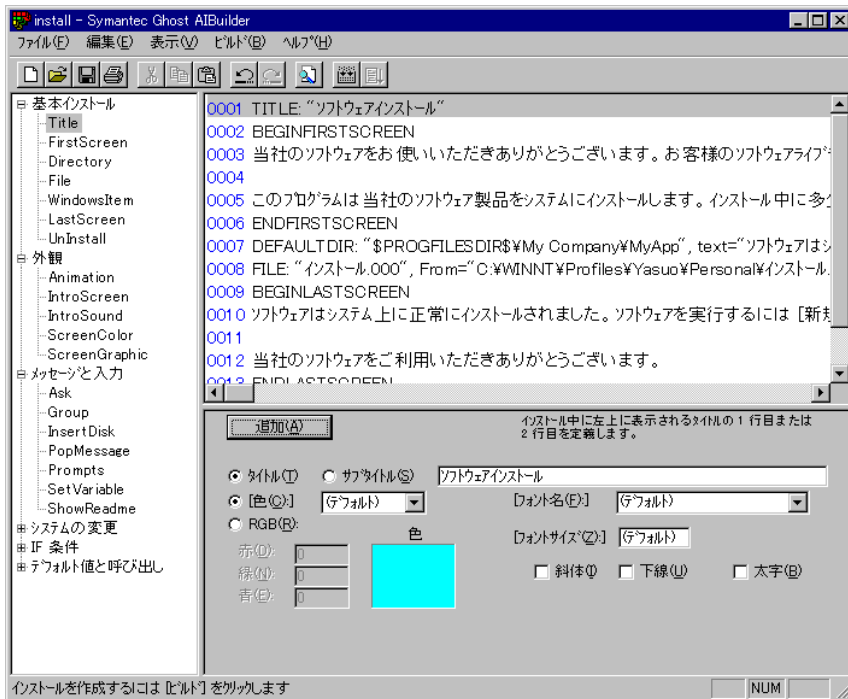 install - Symantec Ghost AIBuilder
ファイル(F) 編集(E) 表示(V) ビルド(B) ヘルプ(H)
基本インストール
Title
FirstScreen
Directory
File
WindowsItem
LastScreen
UnInstall
外観
Animation
IntroScreen
IntroSound
ScreenColor
ScreenGraphic
メッセージと入力
Ask
Group
InsertDisk
PopMessage
Prompts
SetVariable
ShowReadme
システムの変更
IF 条件
デフォルト値と呼び出し
0001 TITLE: "ソフトウェアインストール"
0002 BEGINFIRSTSCREEN
0003 当社のソフトウェアをお使いいただきありがとうございます。お客様のソフトウェアライブ
0004
0005 このプログラムは当社のソフトウェア製品をシステムにインストールします。インストール中に多
0006 ENDFIRSTSCREEN
0007 DEFAULTDIR: "$PROGFILESDIR$¥My Company¥MyApp", text="ソフトウェアはシ
0008 FILE: "インストール.000", From="C:¥WINNT¥Profiles¥Yasuo¥Personal¥インストール.
0009 BEGINLASTSCREEN
0010 ソフトウェアはシステム上に正常にインストールされました。ソフトウェアを実行するには [新規
0011
0012 当社のソフトウェアをご利用いただきありがとうございます。
0013 ENDLASTSCREEN
追加(A)
インストール中に左上に表示されるタイトルの 1 行目または
2 行目を定義します。
タイトル(T) サブタイトル(S) ソフトウェアインストール
[色(C):] (デフォルト) [フォント名(F):] (デフォルト)
RGB(R): 色 [フォントサイズ(Z):] (デフォルト)
赤(D): 0
緑(N): 0
青(E): 0
斜体(I) 下線(U) 太字(B)
インストールを作成するには [ビルド] をクリックします
NUM